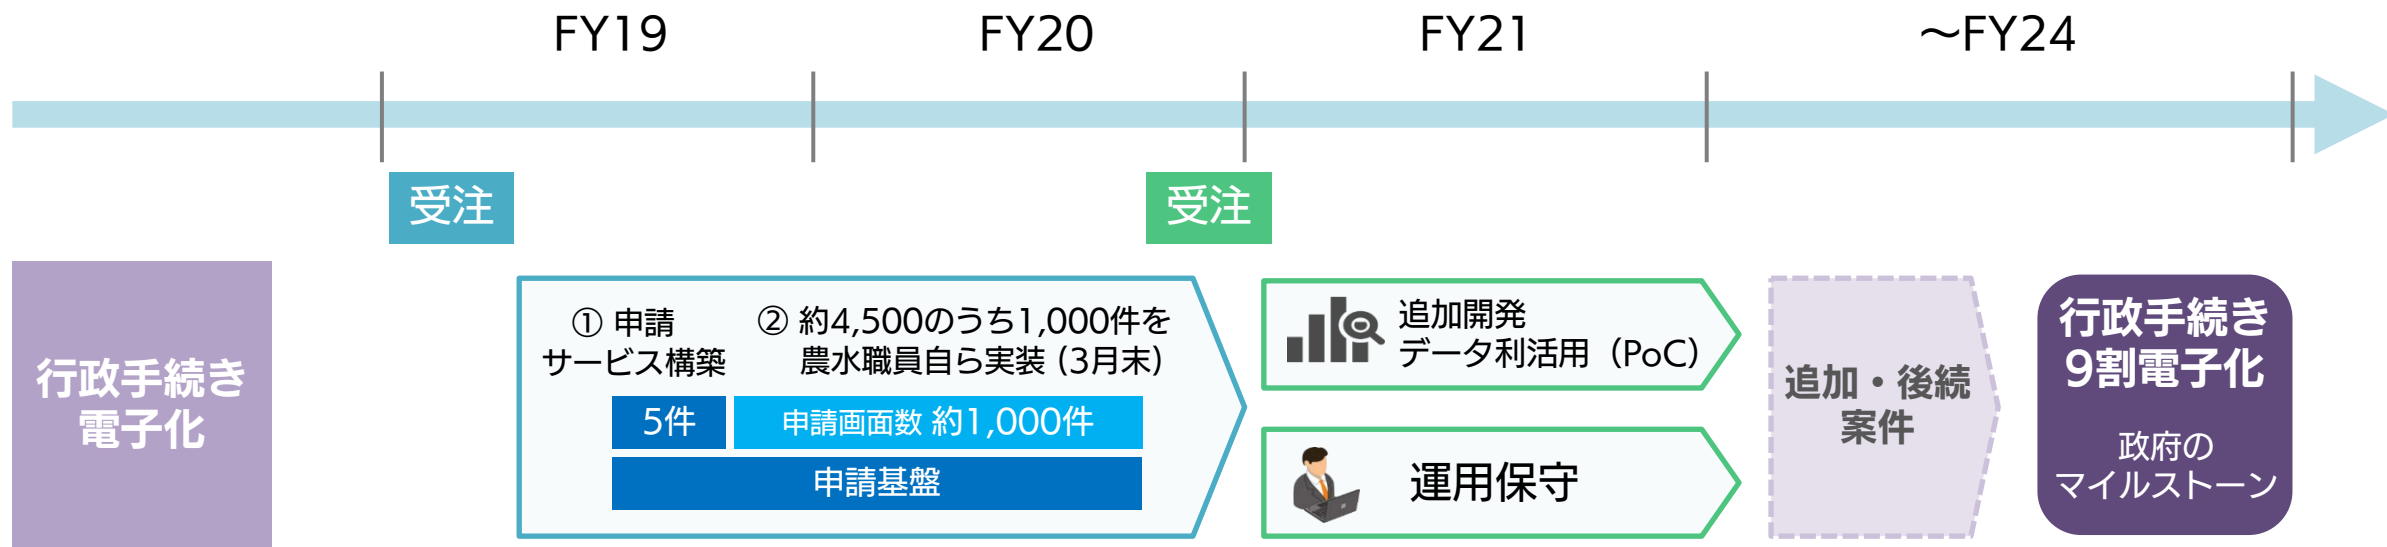 FY19
FY20
FY21
～FY24
受注
受注
行政手続き
電子化
① 申請
サービス構築
② 約4,500のうち1,000件を
農水職員自ら実装 (3月末)
5件
申請画面数 約1,000件
申請基盤
追加開発
データ利活用（PoC）
運用保守
追加・後続
案件
行政手続き
9割電子化
政府の
マイルストーン